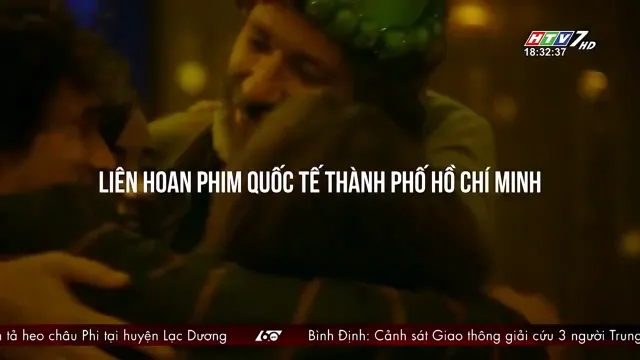 HTV7 HD
18:32:37
LIÊN HOAN PHIM QUỐC TẾ THÀNH PHỐ HỒ CHÍ MINH
n tả heo châu Phi tại huyện Lạc Dương 60 Bình Định: Cảnh sát Giao thông giải cứu 3 người Trung